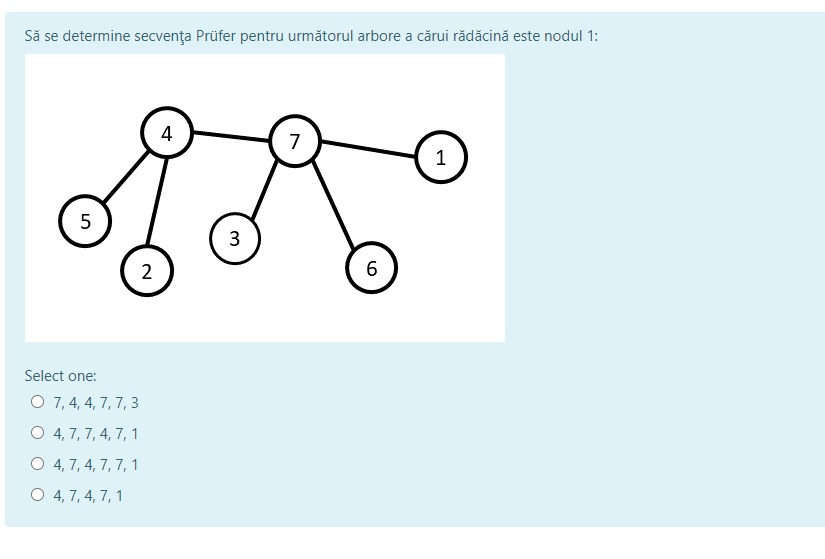 Să se determine secvența Prüfer pentru următorul arbore a cărui rădăcină este nodul 1:
4
7
1
5
3
2
6
Select one:
7, 4, 4, 7, 7, 3
4, 7, 7, 4, 7, 1
4, 7, 4, 7, 7, 1
4, 7, 4, 7, 1